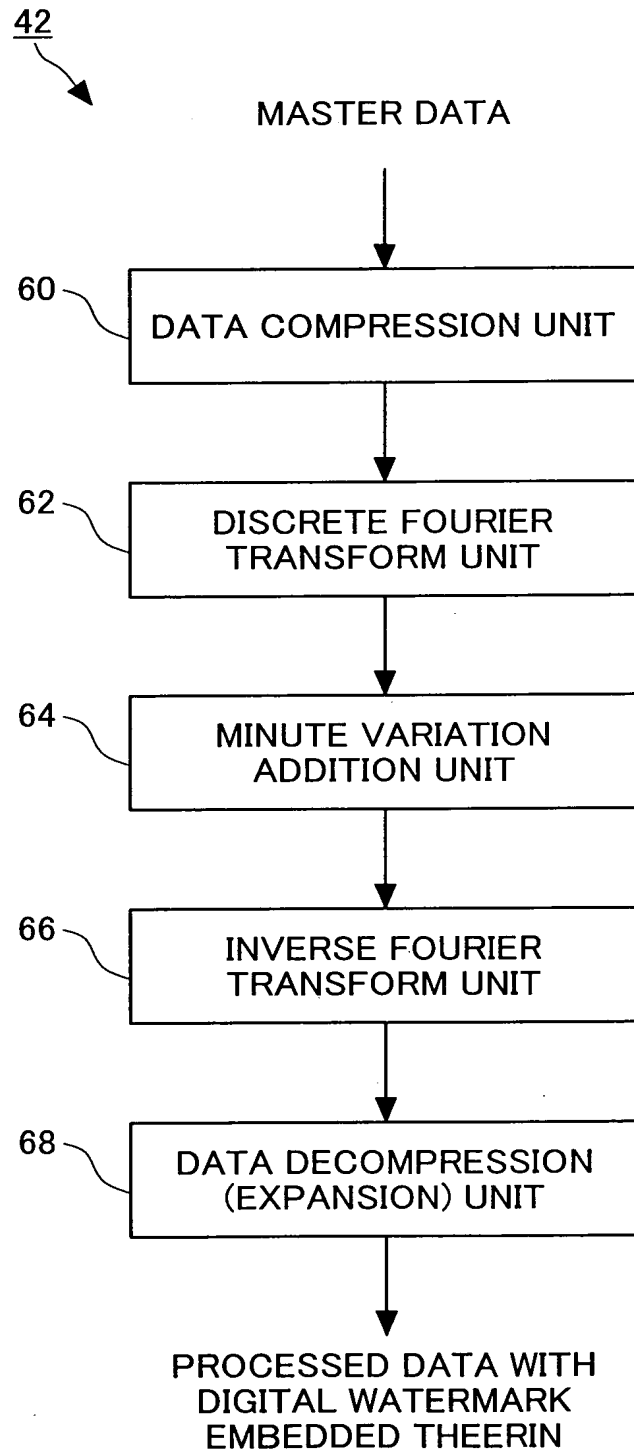 42
MASTER DATA
60
DATA COMPRESSION UNIT
62
DISCRETE FOURIER
TRANSFORM UNIT
64
MINUTE VARIATION
ADDITION UNIT
66
INVERSE FOURIER
TRANSFORM UNIT
68
DATA DECOMPRESSION
(EXPANSION) UNIT
PROCESSED DATA WITH
DIGITAL WATERMARK
EMBEDDED THEERIN